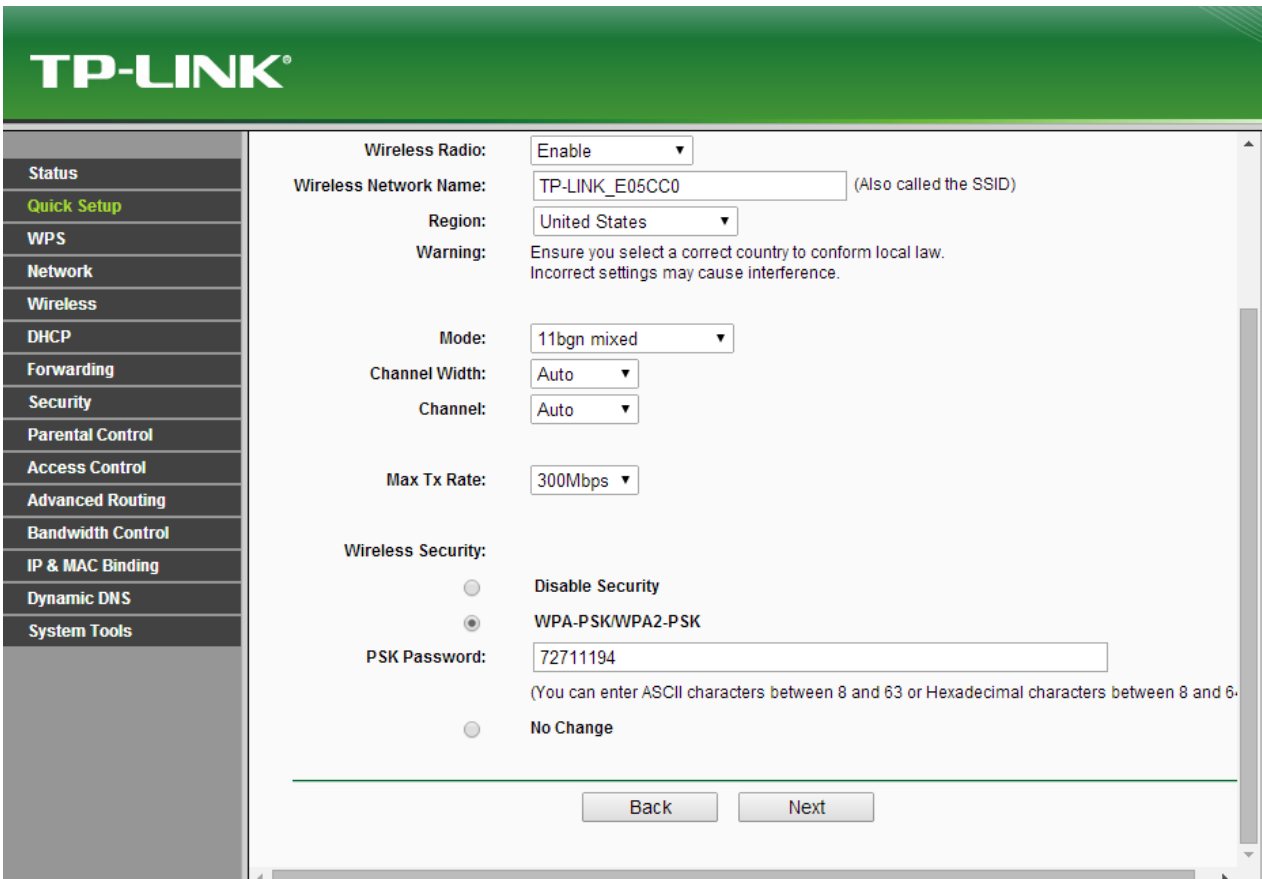 TP-LINK®
Status
Quick Setup
WPS
Network
Wireless
DHCP
Forwarding
Security
Parental Control
Access Control
Advanced Routing
Bandwidth Control
IP & MAC Binding
Dynamic DNS
System Tools
Wireless Radio: Enable
Wireless Network Name: TP-LINK_E05CC0 (Also called the SSID)
Region: United States
Warning: Ensure you select a correct country to conform local law.
Incorrect settings may cause interference.
Mode: 11bgn mixed
Channel Width: Auto
Channel: Auto
Max Tx Rate: 300Mbps
Wireless Security:
Disable Security
WPA-PSK/WPA2-PSK
PSK Password: 72711194
(You can enter ASCII characters between 8 and 63 or Hexadecimal characters between 8 and
No Change
Back Next